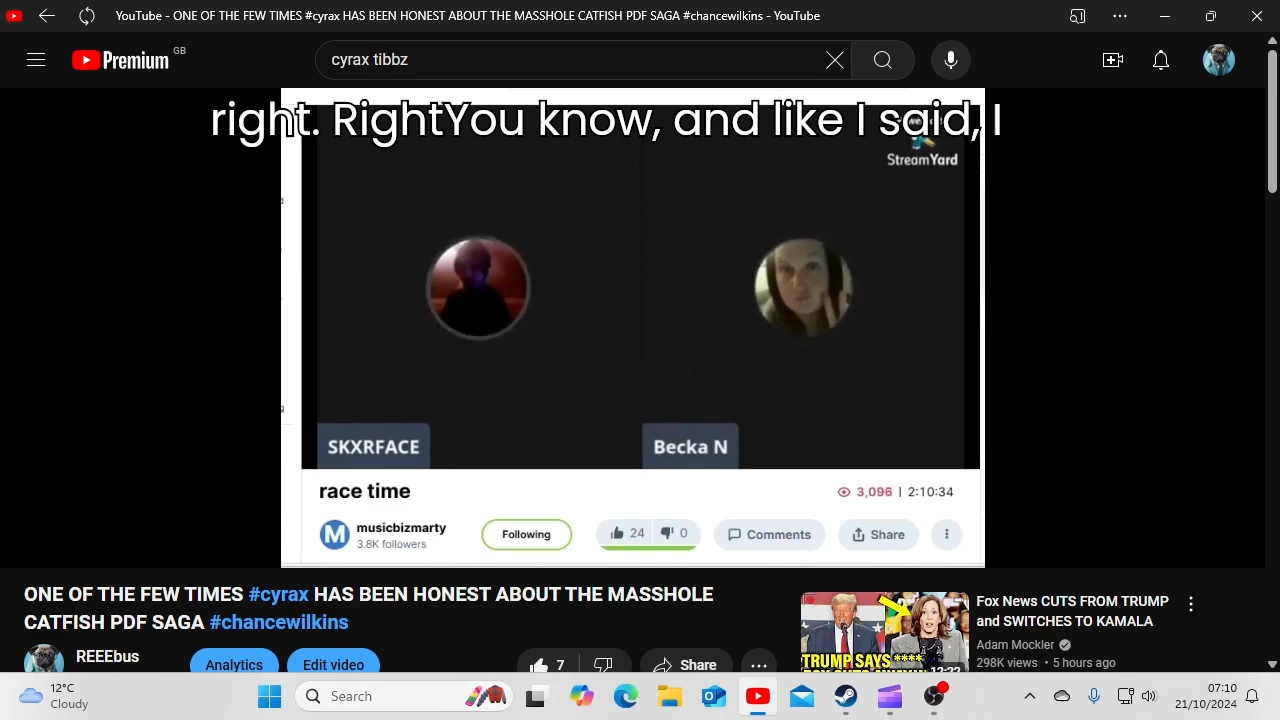 YouTube - ONE OF THE FEW TIMES #cyrax HAS BEEN HONEST ABOUT THE MASSHOLE CATFISH PDF SAGA #chancewilkins - YouTube
Premium GB
cyrax tibbz
right. RightYou know, and like I said, I
StreamYard
SKXRFACE
Becka N
race time
3,096 | 2:10:34
M
musicbizmarty
3.8K followers
Following
24
0
Comments
Share
ONE OF THE FEW TIMES #cyrax HAS BEEN HONEST ABOUT THE MASSHOLE
CATFISH PDF SAGA #chancewilkins
REEEbus
Analytics
Edit video
7
Share
TRUMP SAYS ****
12:22
Fox News CUTS FROM TRUMP
and SWITCHES TO KAMALA
Adam Mockler
298K views • 5 hours ago
12°C
Cloudy
Search
07:10
21/10/2024